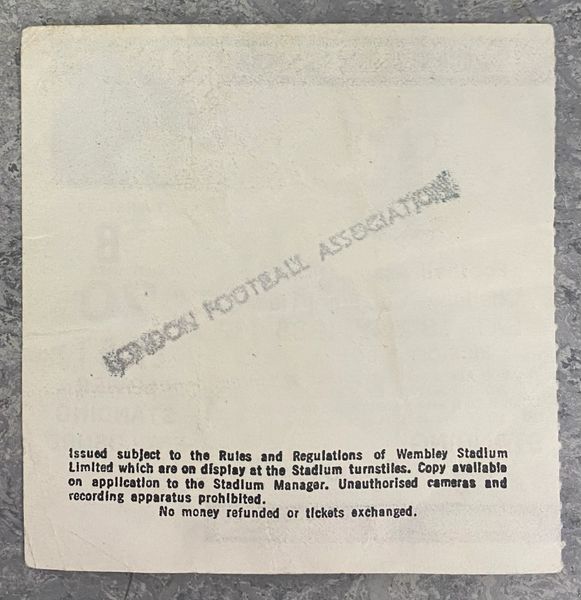 LONDON FOOTBALL ASSOCIATION
Issued subject to the Rules and Regulations of Wembley Stadium
Limited which are on display at the Stadium turnstiles. Copy available
on application to the Stadium Manager. Unauthorised cameras and
recording apparatus prohibited.
No money refunded or tickets exchanged.